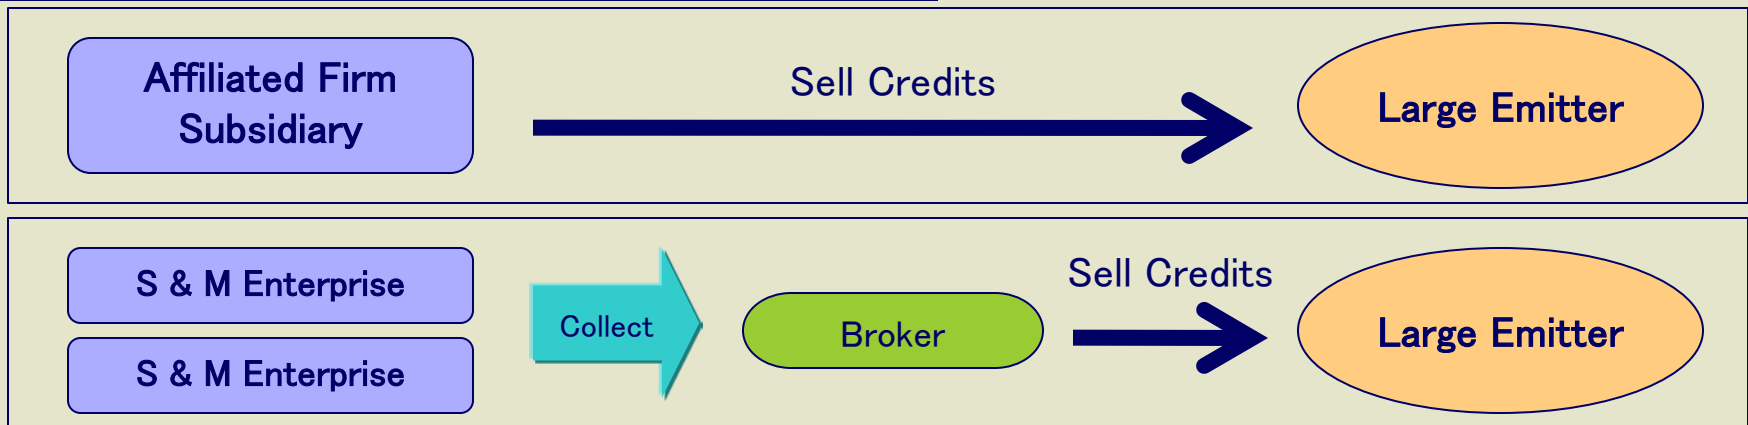 Affiliated Firm
Subsidiary
Sell Credits
Large Emitter
S & M Enterprise
S & M Enterprise
Collect
Broker
Sell Credits
Large Emitter